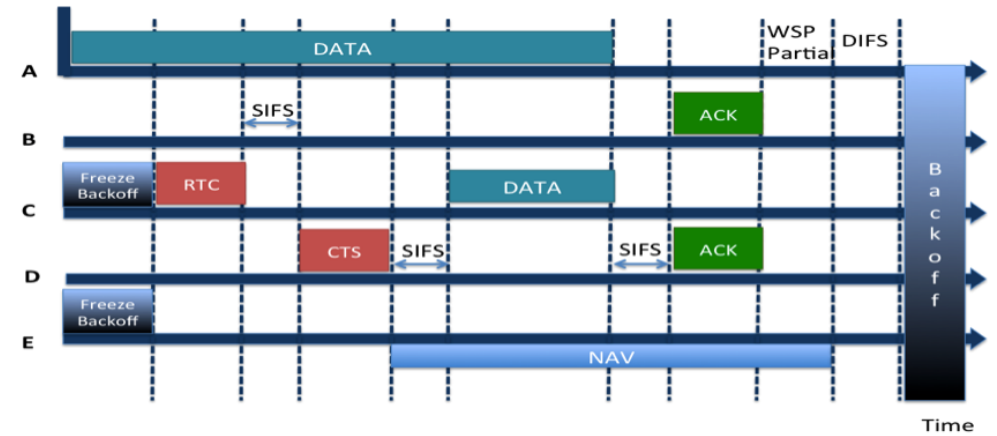 DATA
WSP
Partial
DIFS
A
SIFS
ACK
B
Freeze
Backoff
RTC
DATA
C
CTS
SIFS
SIFS
ACK
D
Freeze
Backoff
E
NAV
B
a
c
k
o
f
f
Time